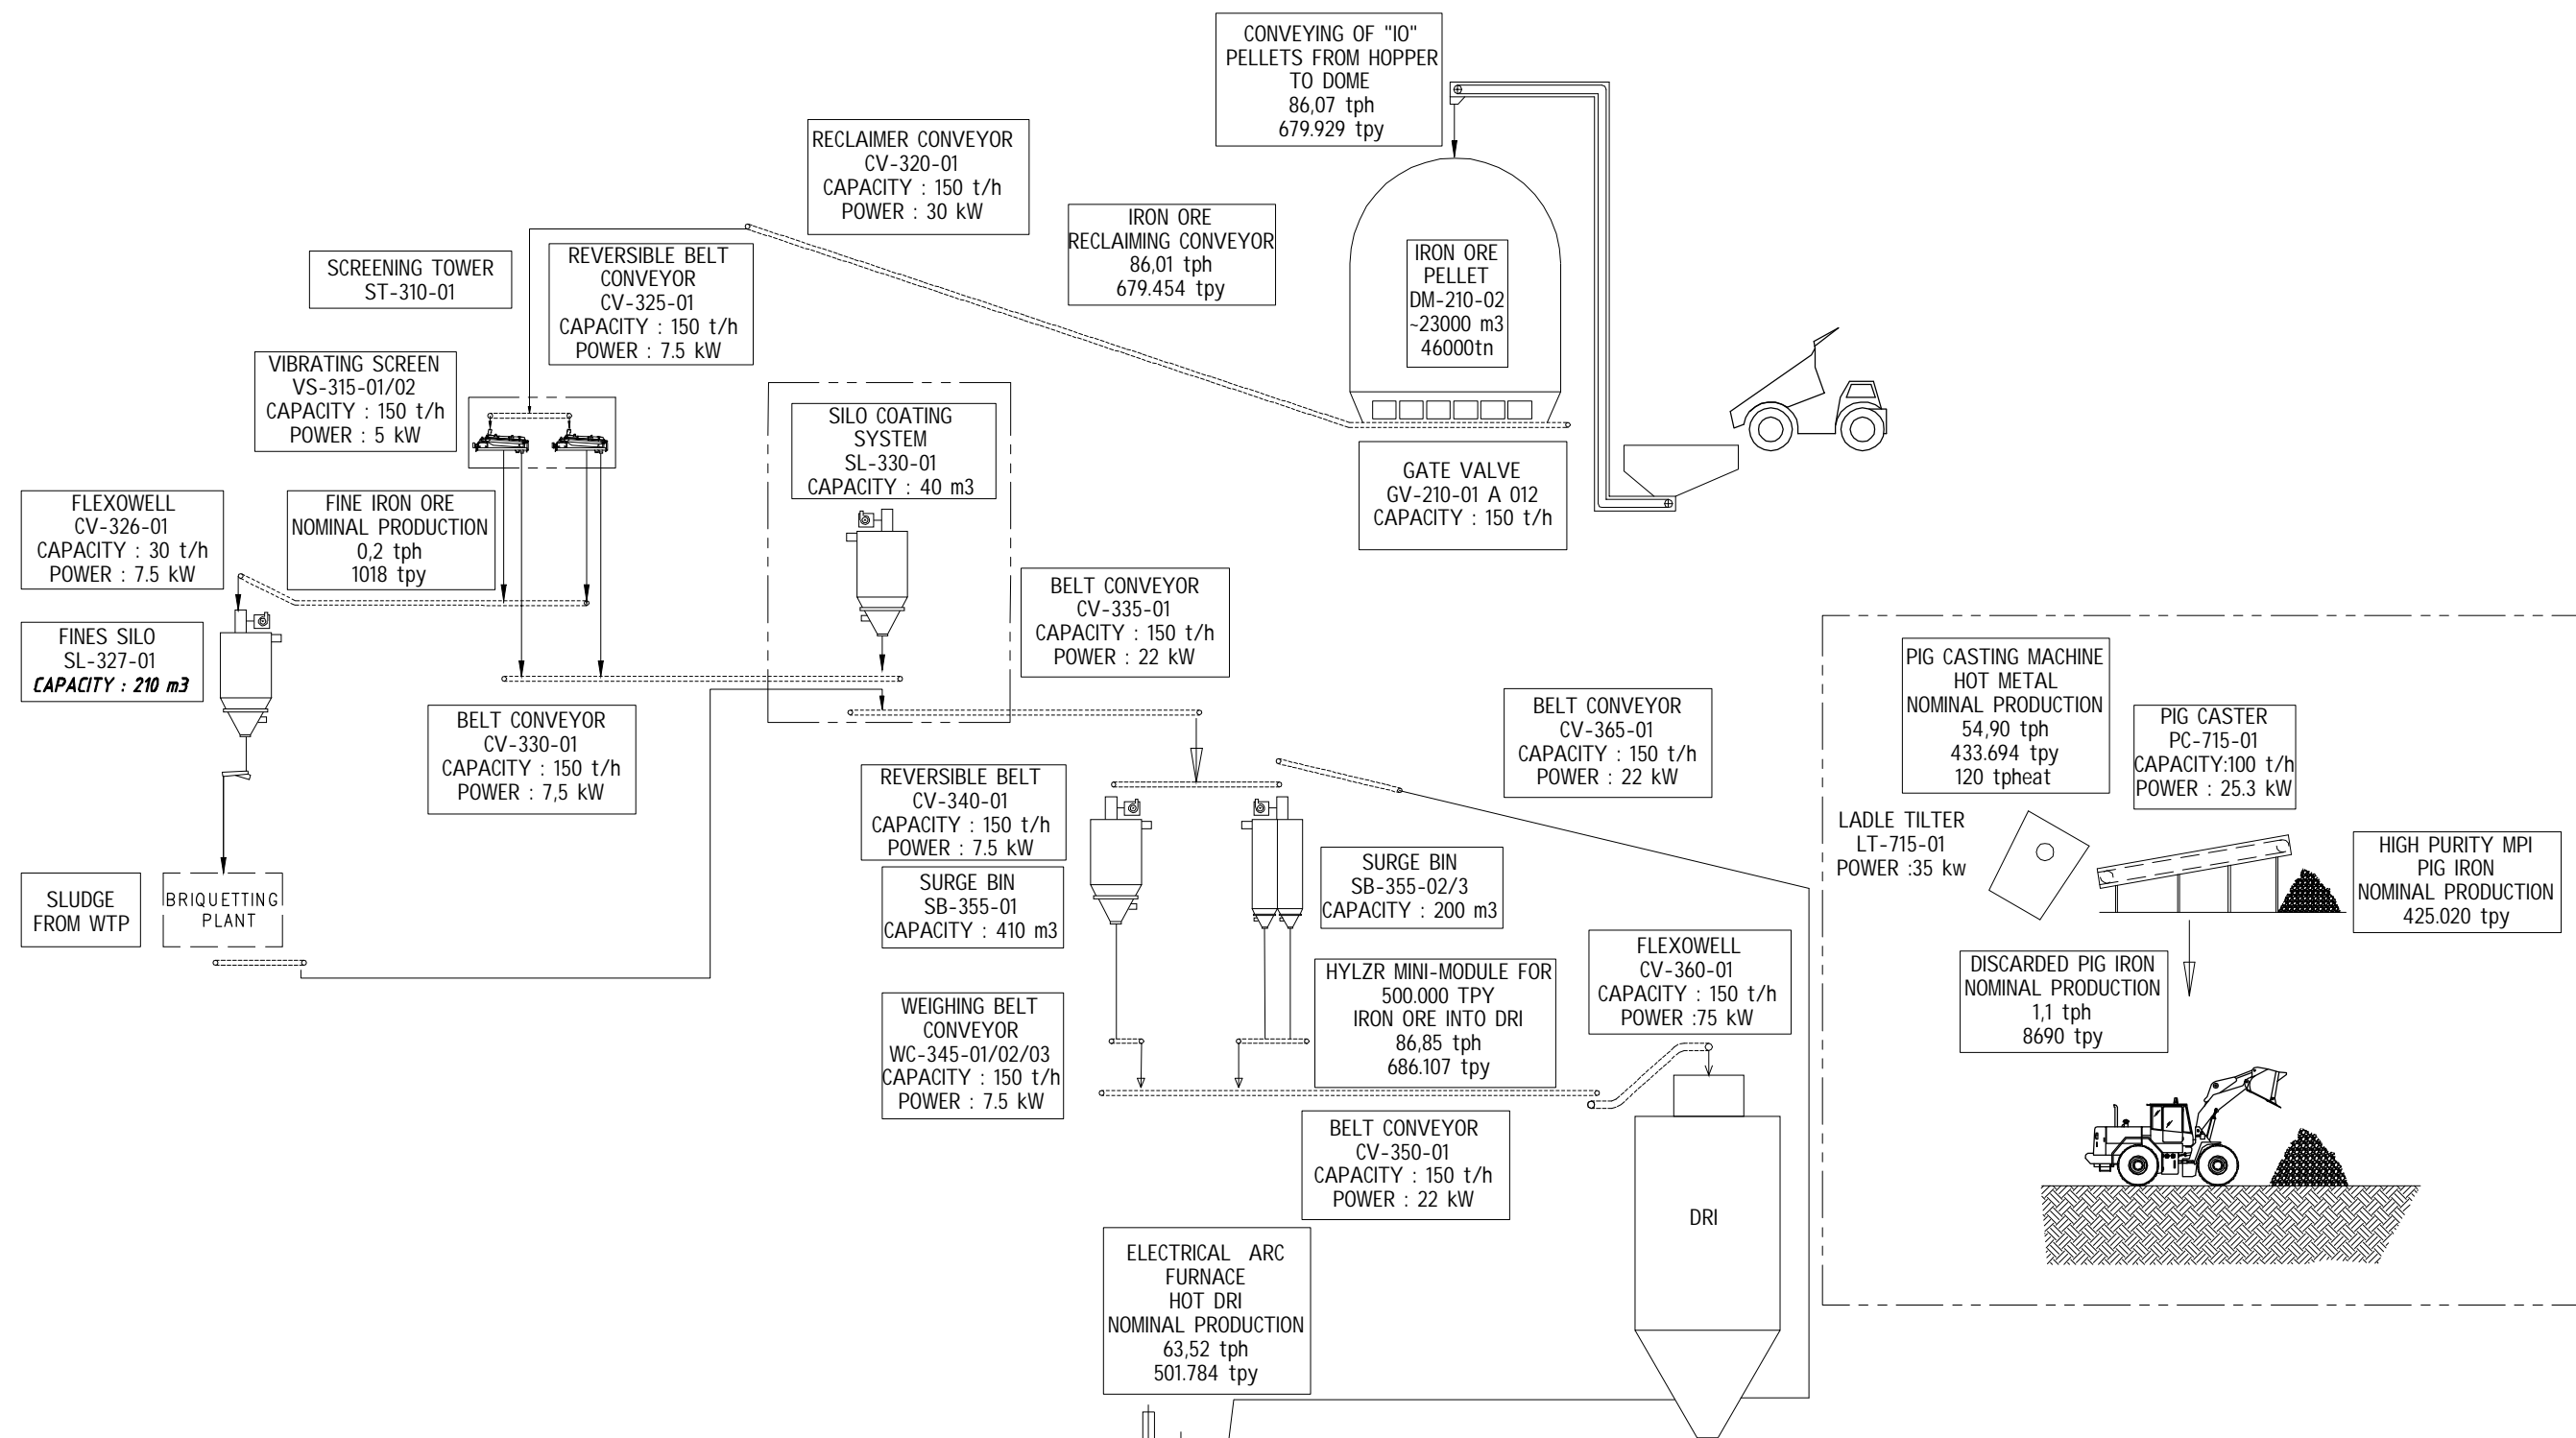 CONVEYING OF "IO"
PELLETS FROM HOPPER
TO DOME
86,07 tph
679.929 tpy
RECLAIMER CONVEYOR
CV-320-01
CAPACITY : 150 t/h
POWER : 30 kW
IRON ORE
RECLAIMING CONVEYOR
86,01 tph
679.454 tpy
IRON ORE
PELLET
DM-210-02
~23000 m3
46000tn
SCREENING TOWER
ST-310-01
REVERSIBLE BELT
CONVEYOR
CV-325-01
CAPACITY : 150 t/h
POWER : 7.5 kW
VIBRATING SCREEN
VS-315-01/02
CAPACITY : 150 t/h
POWER : 5 kW
SILO COATING
SYSTEM
SL-330-01
CAPACITY : 40 m3
GATE VALVE
GV-210-01 A 012
CAPACITY : 150 t/h
FLEXOWELL
CV-326-01
CAPACITY : 30 t/h
POWER : 7.5 kW
FINE IRON ORE
NOMINAL PRODUCTION
0,2 tph
1018 tpy
BELT CONVEYOR
CV-335-01
CAPACITY : 150 t/h
POWER : 22 kW
FINES SILO
SL-327-01
CAPACITY : 210 m3
BELT CONVEYOR
CV-330-01
CAPACITY : 150 t/h
POWER : 7,5 kW
BELT CONVEYOR
CV-365-01
CAPACITY : 150 t/h
POWER : 22 kW
PIG CASTING MACHINE
HOT METAL
NOMINAL PRODUCTION
54,90 tph
433.694 tpy
120 tpheat
PIG CASTER
PC-715-01
CAPACITY:100 t/h
POWER : 25.3 kW
REVERSIBLE BELT
CV-340-01
CAPACITY : 150 t/h
POWER : 7.5 kW
LADLE TILTER
LT-715-01
POWER :35 kw
HIGH PURITY MPI
PIG IRON
NOMINAL PRODUCTION
425.020 tpy
SLUDGE
FROM WTP
BRIQUETTING
PLANT
SURGE BIN
SB-355-01
CAPACITY : 410 m3
SURGE BIN
SB-355-02/3
CAPACITY : 200 m3
FLEXOWELL
CV-360-01
CAPACITY : 150 t/h
POWER :75 kW
DISCARDED PIG IRON
NOMINAL PRODUCTION
1,1 tph
8690 tpy
WEIGHING BELT
CONVEYOR
WC-345-01/02/03
CAPACITY : 150 t/h
POWER : 7.5 kW
HYLZR MINI-MODULE FOR
500.000 TPY
IRON ORE INTO DRI
86,85 tph
686.107 tpy
BELT CONVEYOR
CV-350-01
CAPACITY : 150 t/h
POWER : 22 kW
DRI
ELECTRICAL ARC
FURNACE
HOT DRI
NOMINAL PRODUCTION
63,52 tph
501.784 tpy